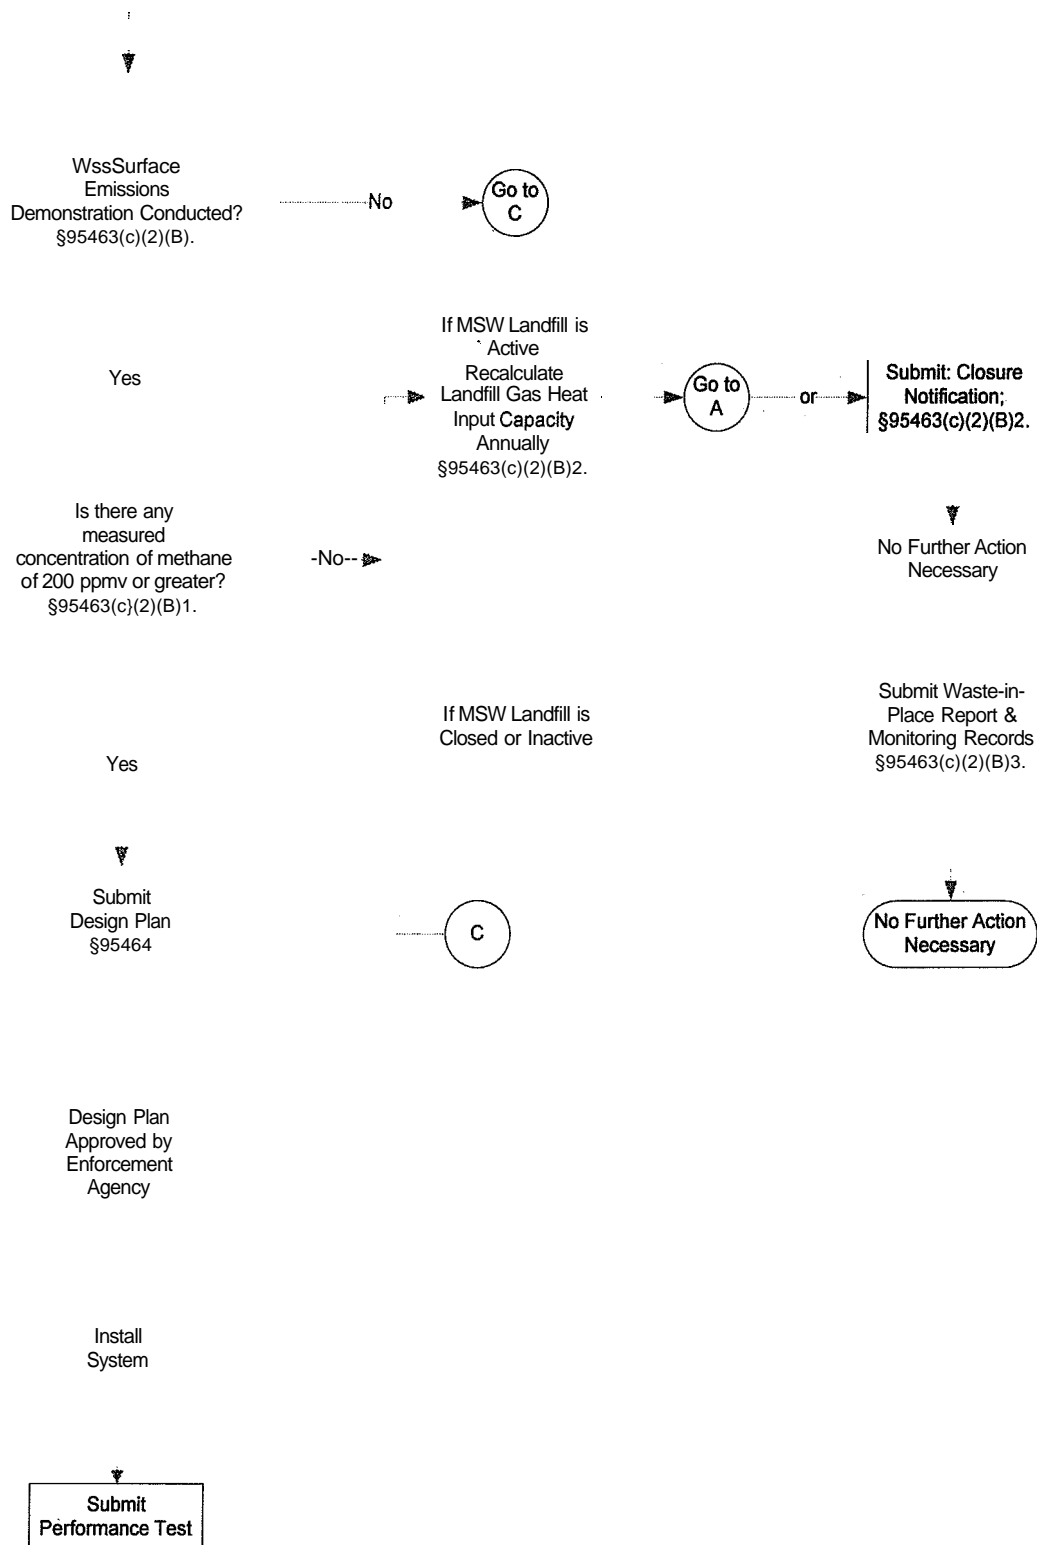 WssSurface
Emissions
Demonstration Conducted?
§95463(c)(2)(B).
No
Go to
C
Yes
If MSW Landfill is
Active
Recalculate
Landfill Gas Heat
Input Capacity
Annually
§95463(c)(2)(B)2.
Go to
A
or
Submit: Closure
Notification;
§95463(c)(2)(B)2.
Is there any
measured
concentration of methane
of 200 ppmv or greater?
§95463(c}(2)(B)1.
-No--
No Further Action
Necessary
If MSW Landfill is
Closed or Inactive
Submit Waste-in-
Place Report &
Monitoring Records
§95463(c)(2)(B)3.
Yes
Submit
Design Plan
§95464
C
No Further Action
Necessary
Design Plan
Approved by
Enforcement
Agency
Install
System
Submit
Performance Test